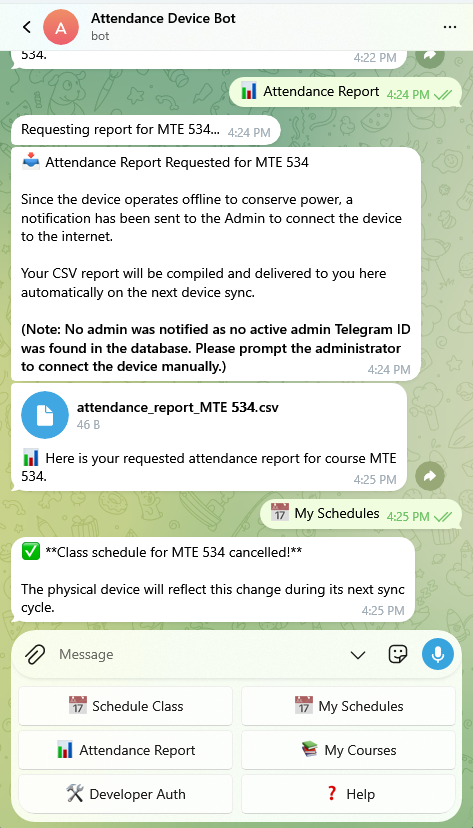 Attendance Device Bot
A
bot
534.
4:22 PM
Attendance Report 4:24 PM
Requesting report for MTE 534... 4:24 PM
Attendance Report Requested for MTE 534
Since the device operates offline to conserve power, a
notification has been sent to the Admin to connect the device
to the internet.
Your CSV report will be compiled and delivered to you here
automatically on the next device sync.
(Note: No admin was notified as no active admin Telegram ID
was found in the database. Please prompt the administrator
to connect the device manually.)
4:24 PM
attendance_report_MTE 534.csv
46 B
Here is your requested attendance report for course MTE
534.
4:25 PM
17 My Schedules 4:25 PM
**Class schedule for MTE 534 cancelled!**
The physical device will reflect this change during its next sync
cycle.
4:25 PM
Message
17 Schedule Class
17 My Schedules
Attendance Report
My Courses
Developer Auth
❓ Help